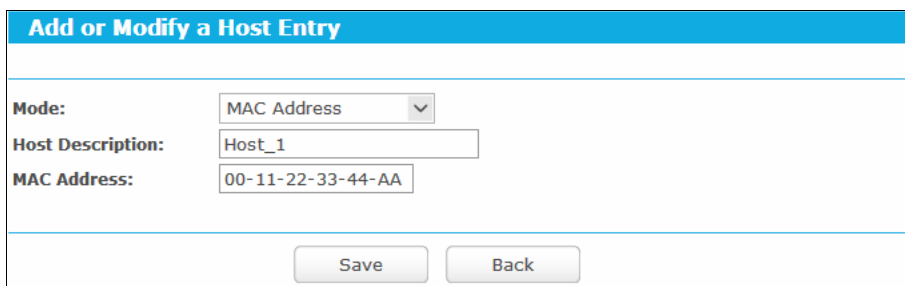 Add or Modify a Host Entry
Mode: MAC Address
Host Description: Host_1
MAC Address: 00-11-22-33-44-AA
Save Back